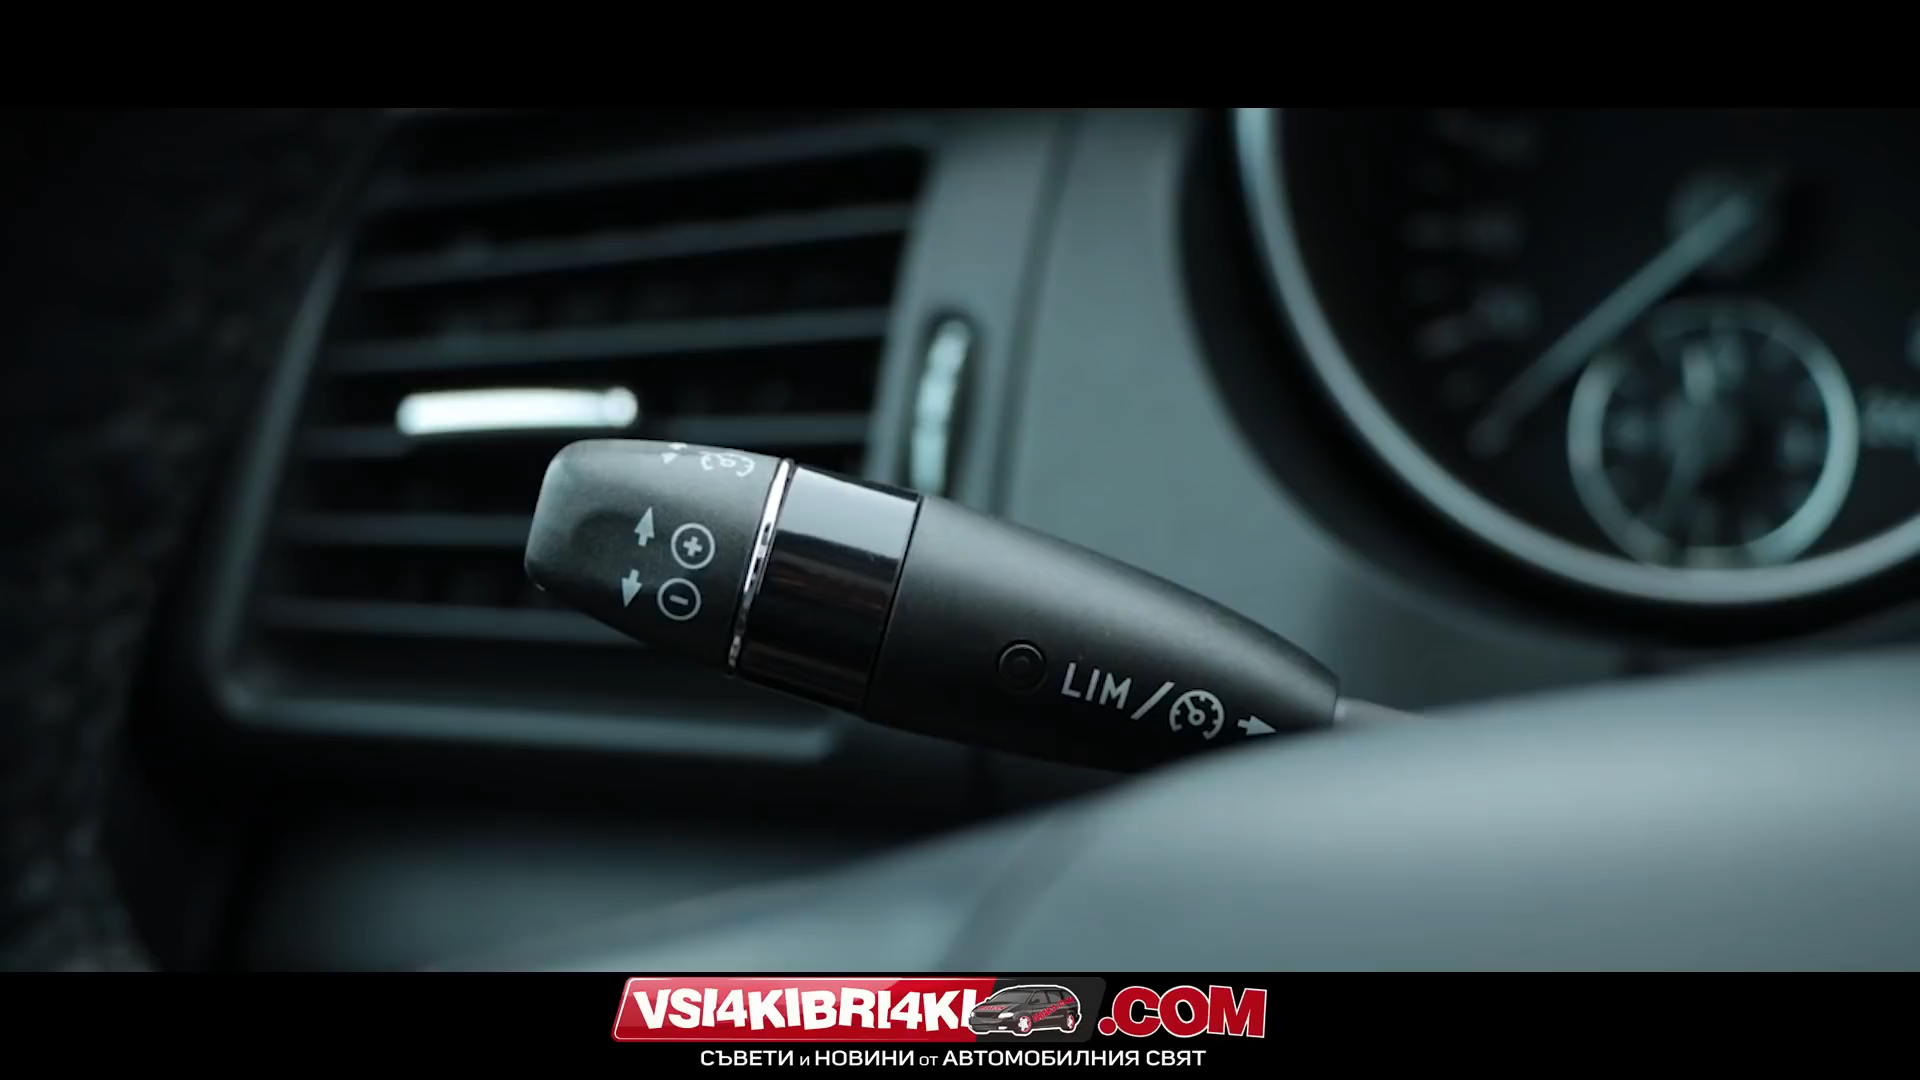 LIM/
VSI4KIBRI4KI.COM
СЪВЕТИ и НОВИНИ от АВТОМОБИЛНИЯ СВЯТ